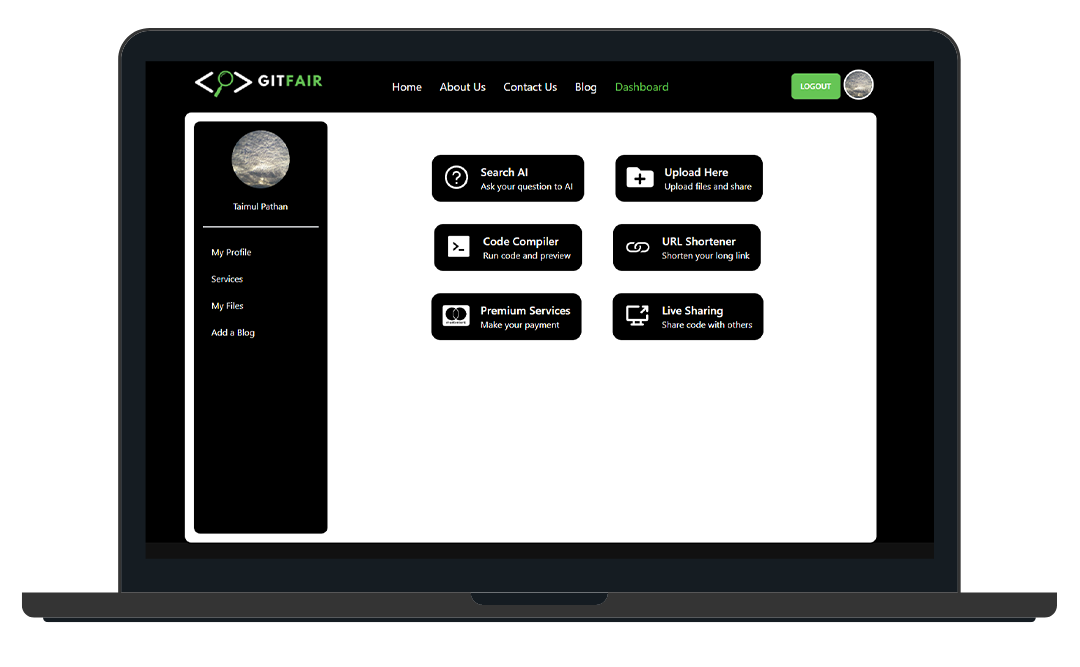 GITFAIR
Home About Us Contact Us Blog Dashboard
LOGOUT
Taimul Pathan
My Profile
Services
My Files
Add a Blog
Search AI
Ask your question to AI
Upload Here
Upload files and share
Code Compiler
Run code and preview
URL Shortener
Shorten your long link
Premium Services
Make your payment
Live Sharing
Share code with others